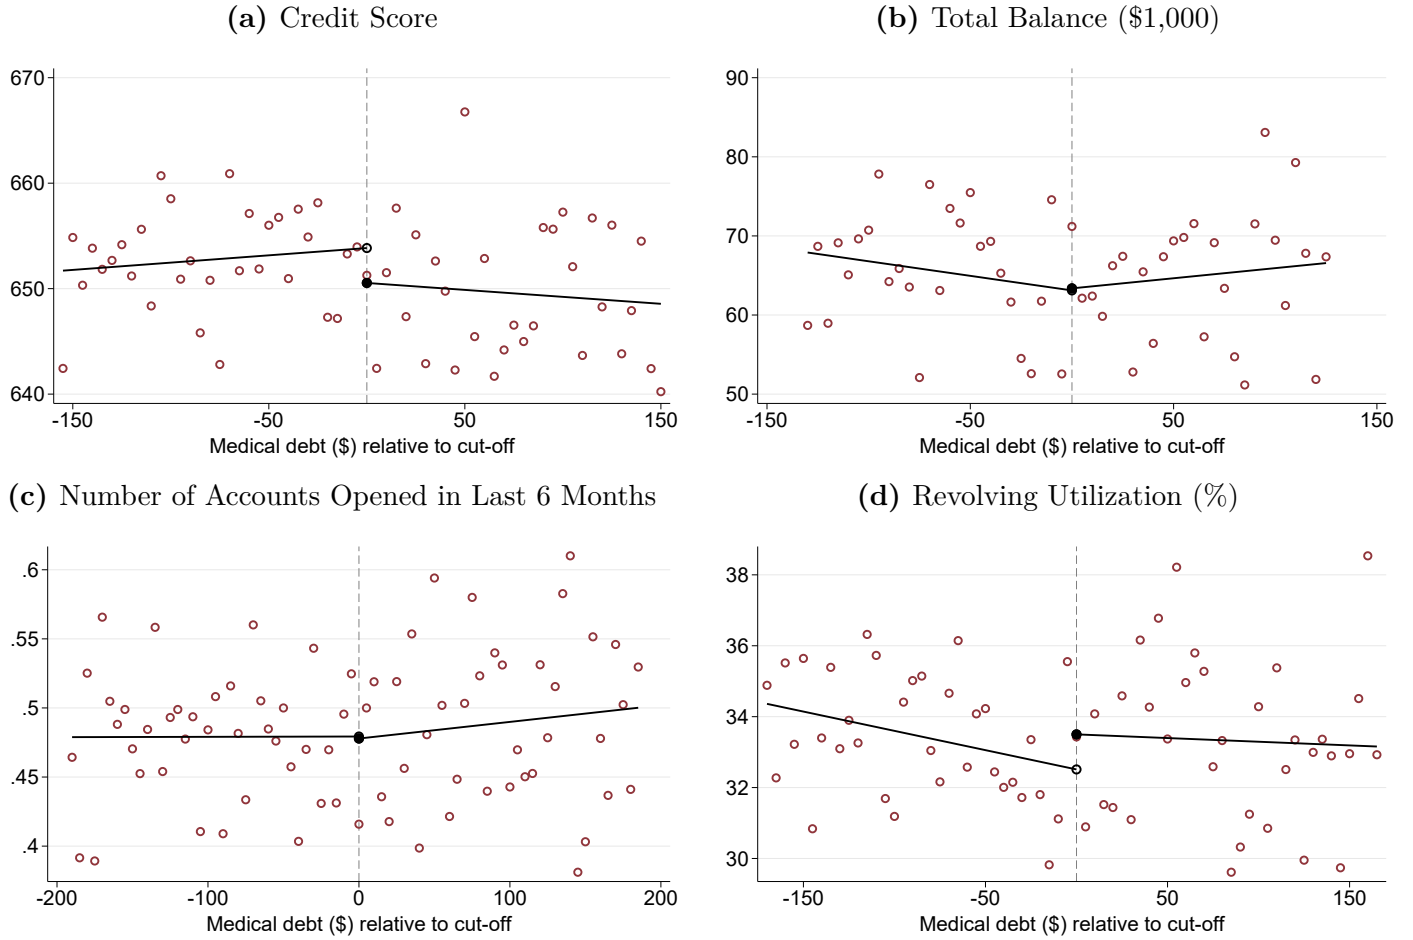 (a) Credit Score
670
660
650
640
-150 -50 50 150
Medical debt ($) relative to cut-off
(b) Total Balance ($1,000)
90
80
70
60
50
-150 -50 50 150
Medical debt ($) relative to cut-off
(c) Number of Accounts Opened in Last 6 Months
.6
.55
.5
.45
.4
-200 -100 0 100 200
Medical debt ($) relative to cut-off
(d) Revolving Utilization (%)
38
36
34
32
30
-150 -50 50 150
Medical debt ($) relative to cut-off